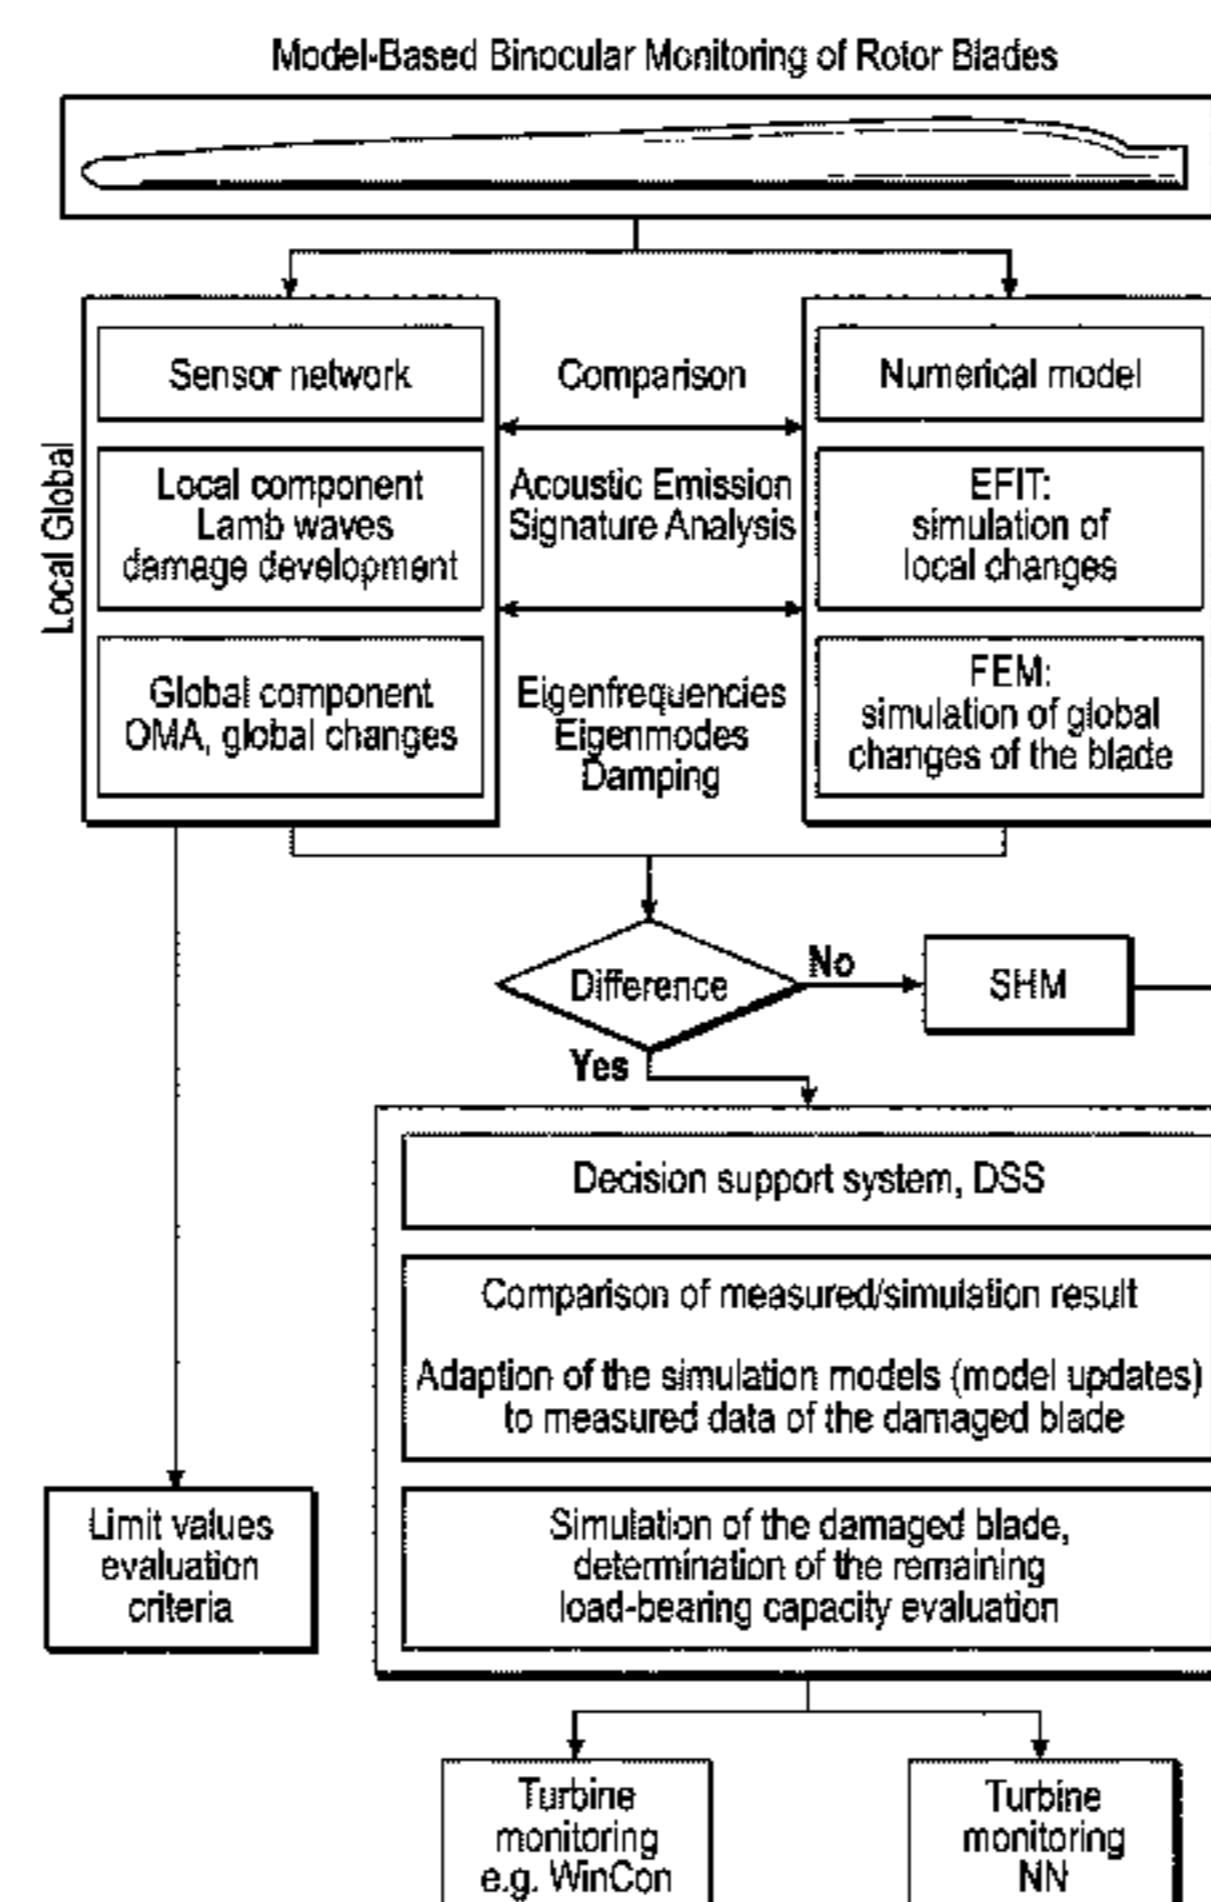 Model-Based Binocular Monitoring of Rotor Blades
Local Global
Sensor network
Local component
Lamb waves
damage development
Global component
OMA, global changes
Comparison
Acoustic Emission
Signature Analysis
Eigenfrequencies
Eigenmodes
Damping
Numerical model
EFIT:
simulation of
local changes
FEM:
simulation of global
changes of the blade
Difference
No
SHM
Yes
Decision support system, DSS
Comparison of measured/simulation result
Adaption of the simulation models (model updates)
to measured data of the damaged blade
Simulation of the damaged blade,
determination of the remaining
load-bearing capacity evaluation
Limit values
evaluation
criteria
Turbine
monitoring
e.g. WinCon
Turbine
monitoring
NN